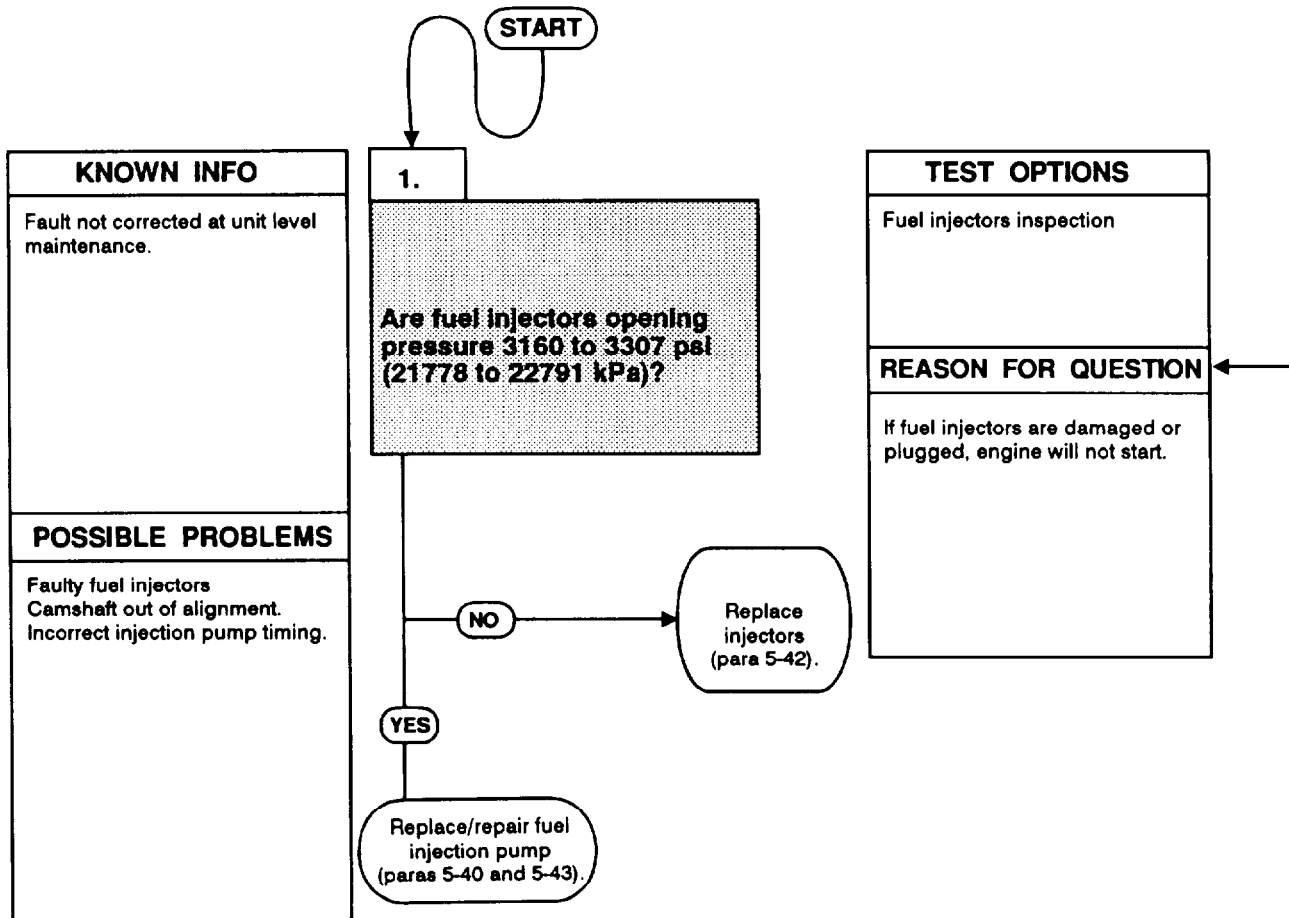 START
KNOWN INFO
Fault not corrected at unit level
maintenance.
POSSIBLE PROBLEMS
Faulty fuel injectors
Camshaft out of alignment.
Incorrect injection pump timing.
1.
Are fuel injectors opening
pressure 3160 to 3307 psi
(21778 to 22791 kPa)?
NO
Replace
injectors
(para 5-42).
YES
Replace/repair fuel
injection pump
(paras 5-40 and 5-43).
TEST OPTIONS
Fuel injectors inspection
REASON FOR QUESTION
If fuel injectors are damaged or
plugged, engine will not start.